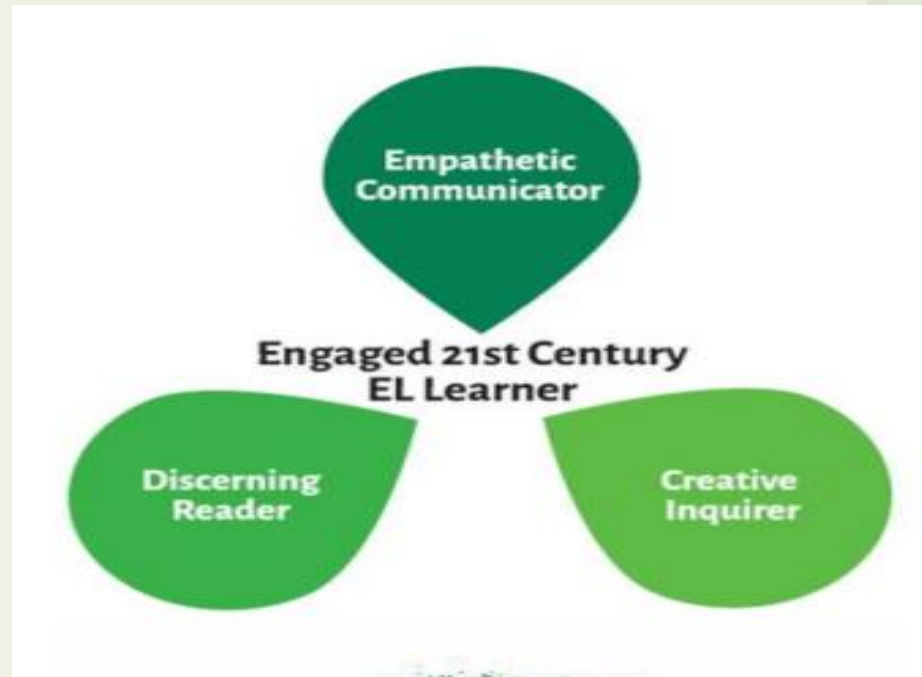 Empathetic
Communicator
Engaged 21st Century
EL Learner
Discerning
Reader
Creative
Inquirer